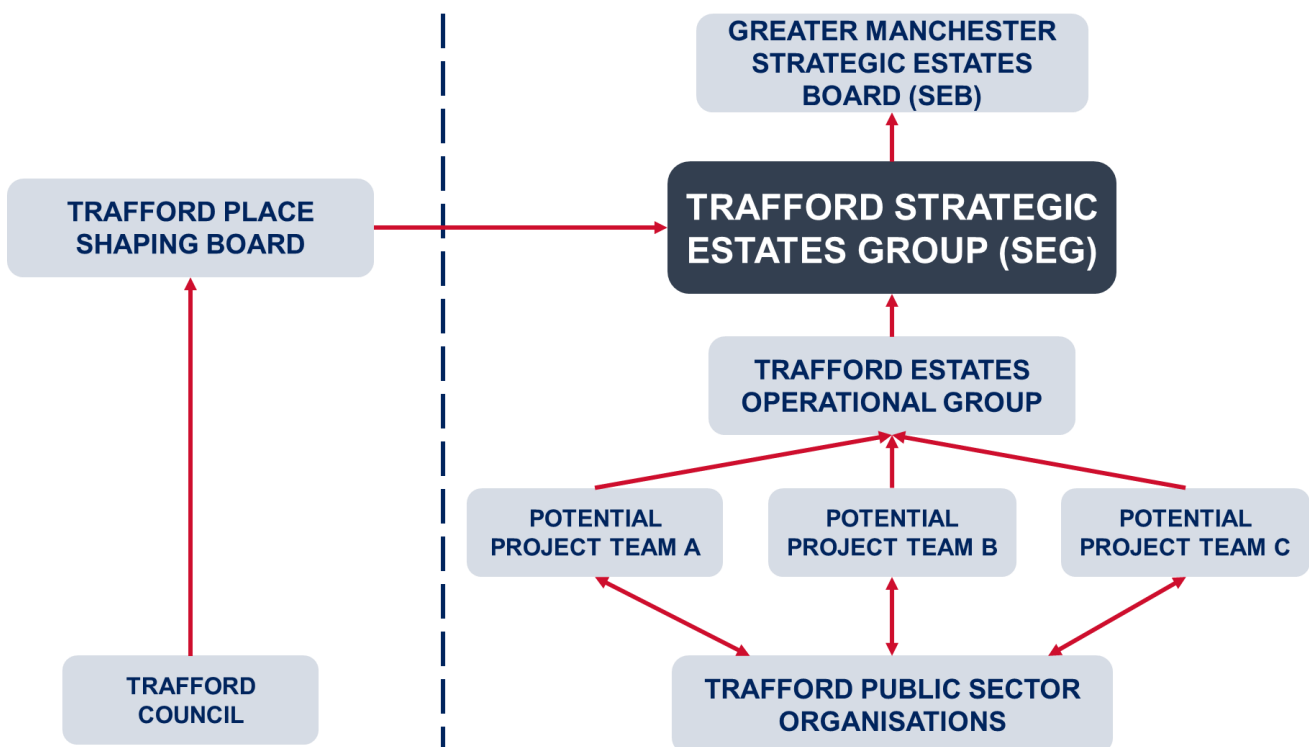 GREATER MANCHESTER
STRATEGIC ESTATES
BOARD (SEB)
TRAFFORD PLACE
SHAPING BOARD
TRAFFORD STRATEGIC
ESTATES GROUP (SEG)
TRAFFORD ESTATES
OPERATIONAL GROUP
POTENTIAL
PROJECT TEAM A
POTENTIAL
PROJECT TEAM B
POTENTIAL
PROJECT TEAM C
TRAFFORD
COUNCIL
TRAFFORD PUBLIC SECTOR
ORGANISATIONS